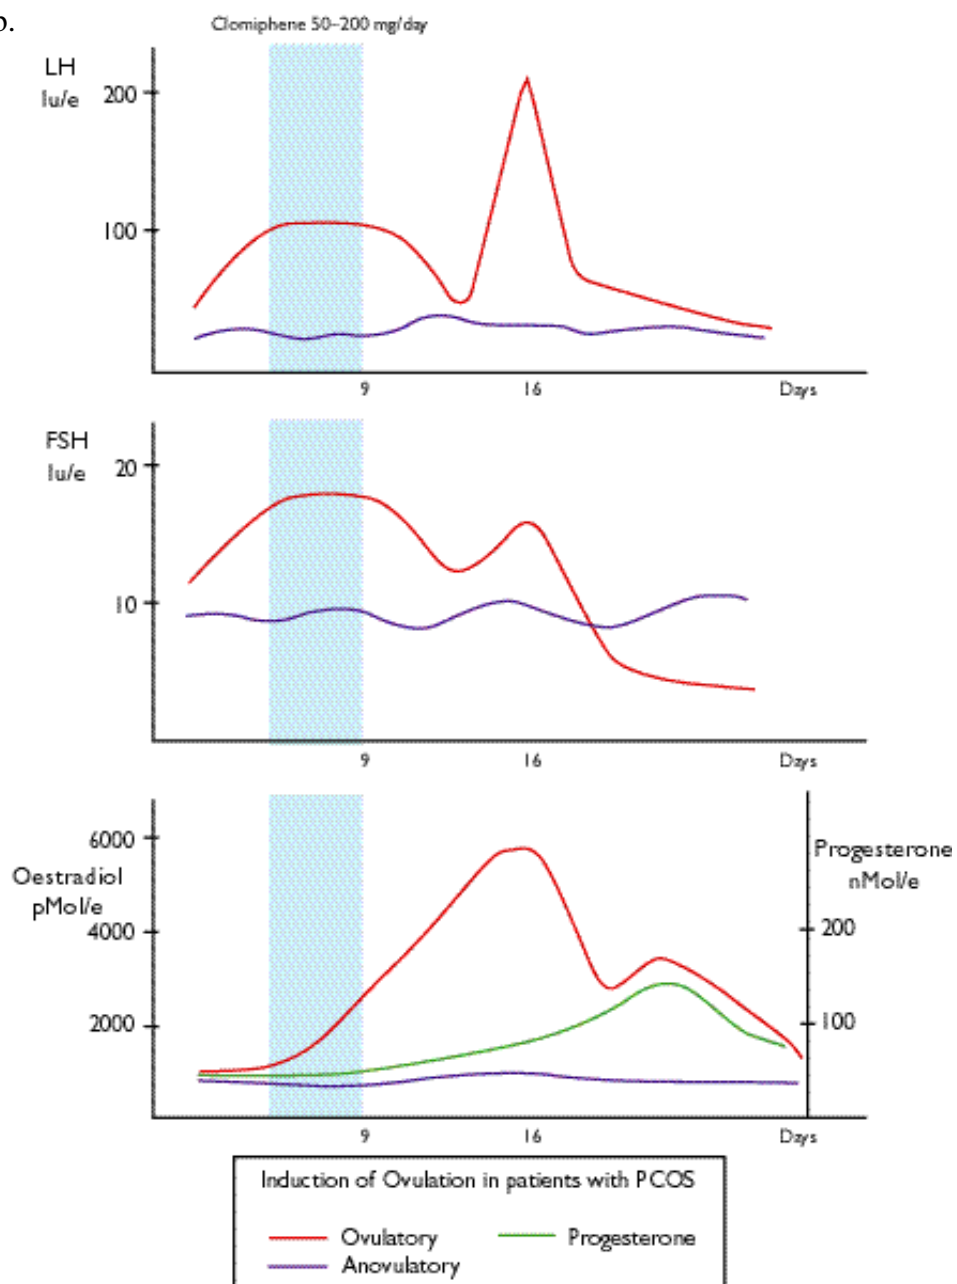 b.
Clomiphene 50–200 mg/day
LH
Iu/e
200
100
9 16 Days
FSH
Iu/e
20
10
9 16 Days
6000
Oestradiol
pMol/e
4000
2000
Progesterone
nMol/e
200
100
9 16 Days
Induction of Ovulation in patients with PCOS
Ovulatory Progesterone
Anovulatory